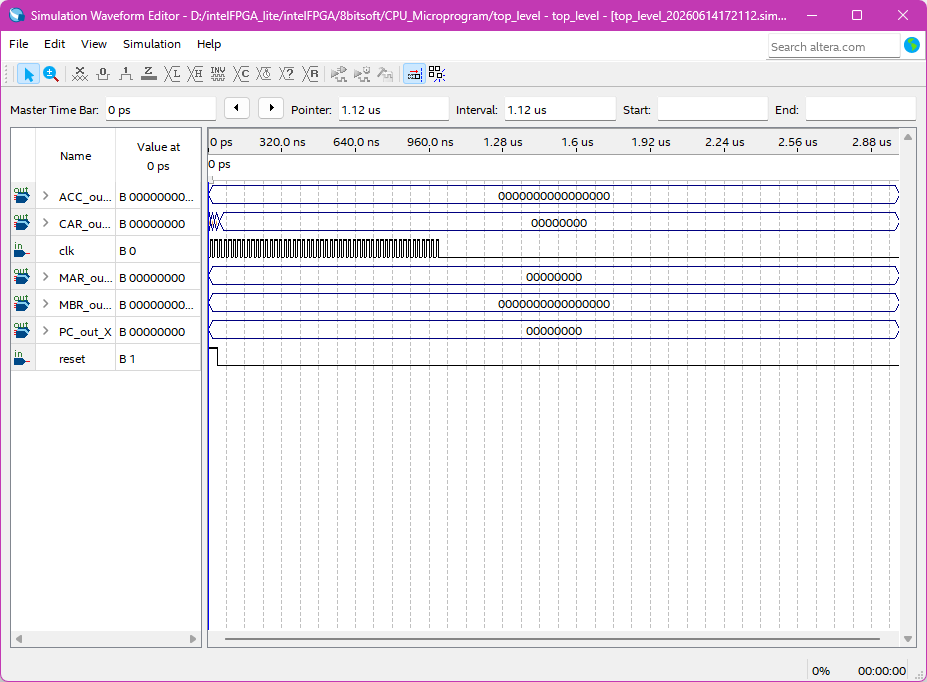 Simulation Waveform Editor - D:/intelFPGA_lite/intelFPGA/8bitsoft/CPU_Microprogram/top_level - top_level - [top_level_20260614172112.sim...
File Edit View Simulation Help
Search altera.com
Master Time Bar: 0 ps Pointer: 1.12 us Interval: 1.12 us Start: End:
Name Value at 0 ps
0 ps 320.0 ns 640.0 ns 960.0 ns 1.28 us 1.6 us 1.92 us 2.24 us 2.56 us 2.88 us
0 ps
out ACC_ou... B 00000000... 0000000000000000
out CAR_ou... B 00000000 00000000
in clk B 0
out MAR_ou... B 00000000 00000000
out MBR_ou... B 00000000... 0000000000000000
out PC_out_X B 00000000 00000000
in reset B 1
0% 00:00:00